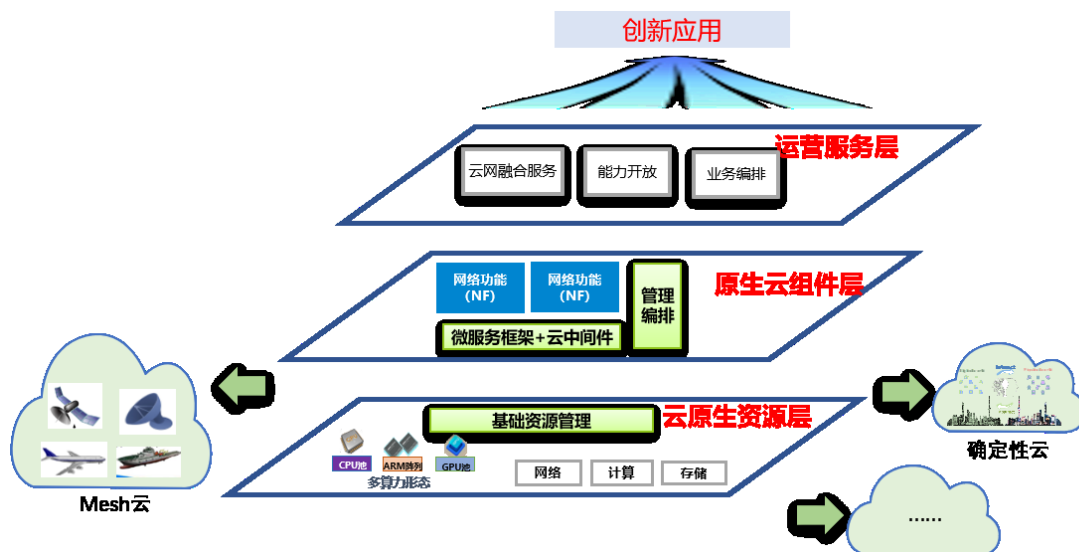 创新应用
运营服务层
云网融合服务
能力开放
业务编排
网络功能
(NF)
网络功能
(NF)
管理
编排
原生云组件层
微服务框架+云中间件
基础资源管理
云原生资源层
CPU池
ARM阵列
GPU池
多算力形态
网络
计算
存储
Mesh云
确定性云
......